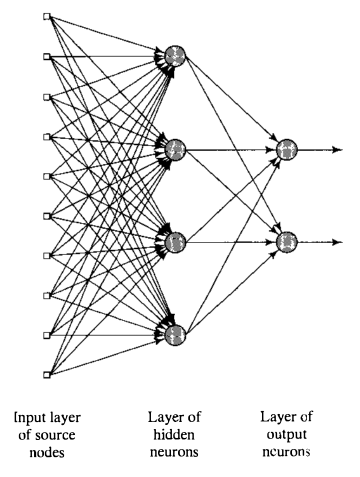 Input layer
of source
nodes
Layer of
hidden
neurons
Layer of
output
neurons